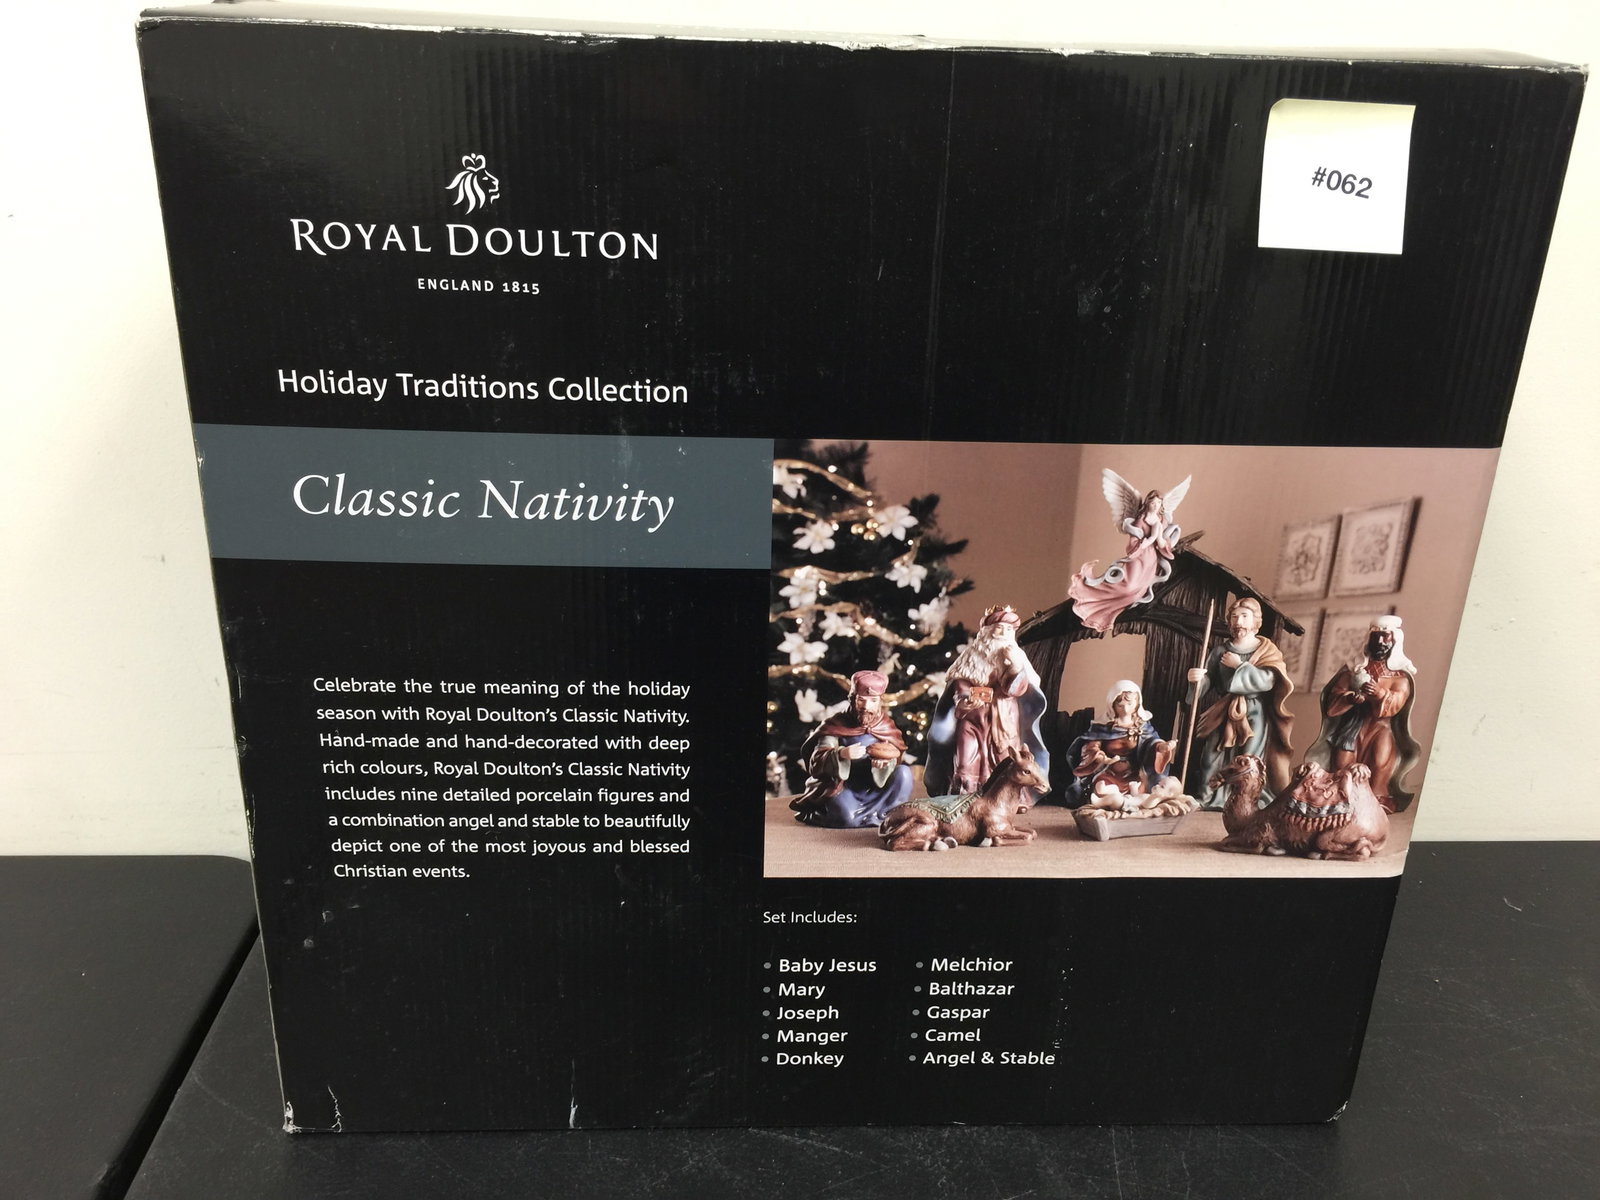 #062
ROYAL DOULTON
ENGLAND 1815
Holiday Traditions Collection
Classic Nativity
Celebrate the true meaning of the holiday
season with Royal Doulton's Classic Nativity.
Hand-made and hand-decorated with deep
rich colours, Royal Doulton's Classic Nativity
includes nine detailed porcelain figures and
a combination angel and stable to beautifully
depict one of the most joyous and blessed
Christian events.
Set Includes:
• Baby Jesus
• Mary
• Joseph
• Manger
• Donkey
• Melchior
• Balthazar
• Gaspar
• Camel
• Angel & Stable